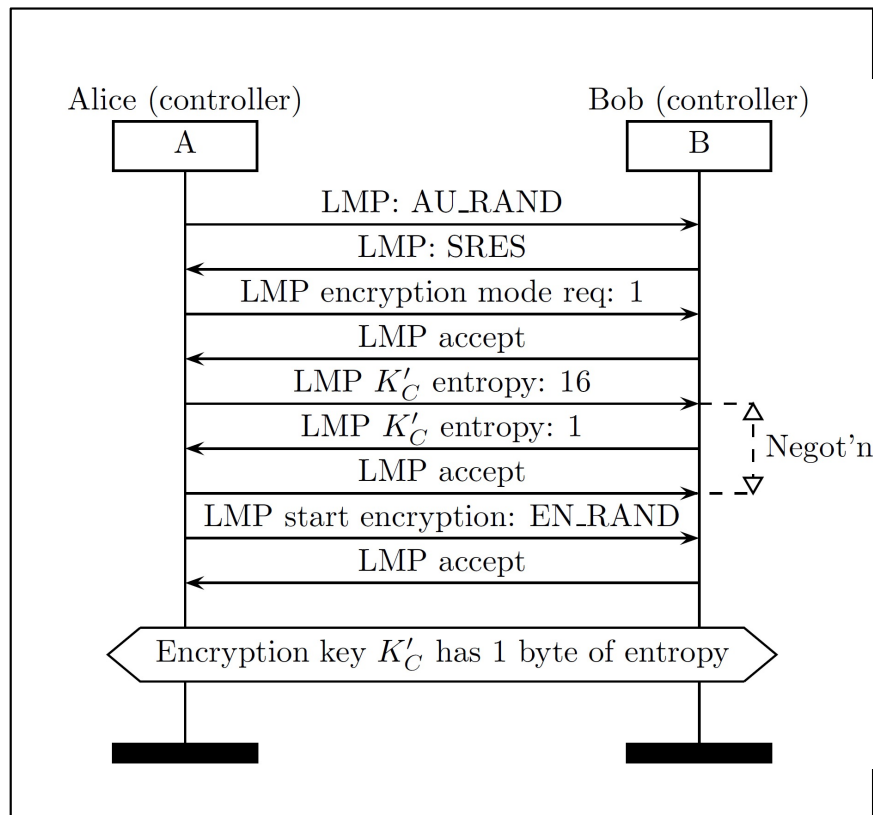 Alice (controller)
Bob (controller)
A
B
LMP: AU_RAND
LMP: SRES
LMP encryption mode req: 1
LMP accept
LMP K′C entropy: 16
LMP K′C entropy: 1
Negot'n
LMP accept
LMP start encryption: EN_RAND
LMP accept
Encryption key K′C has 1 byte of entropy